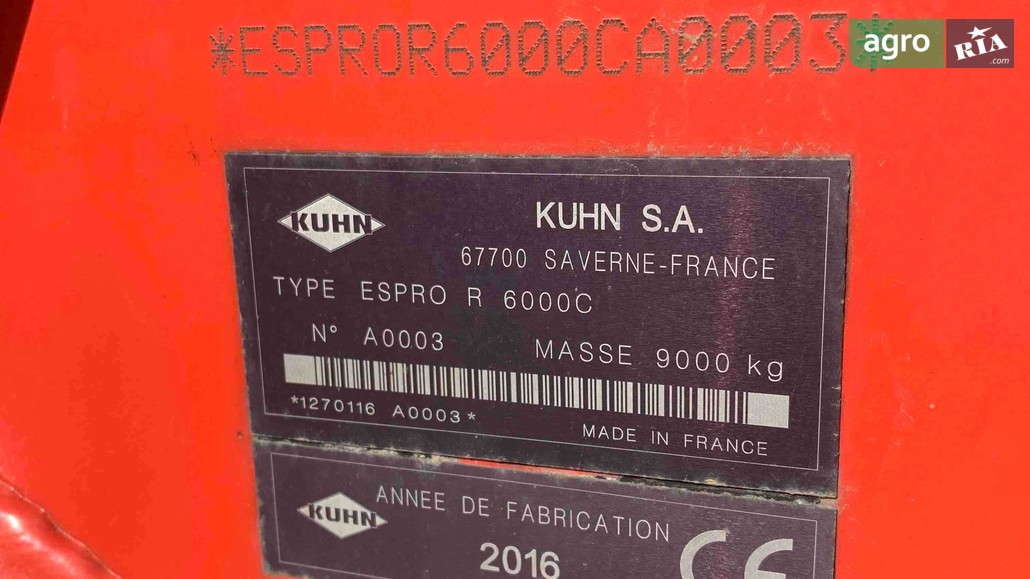 *ESPROR6000CA0003*
agro RIA.com
KUHN
KUHN S.A.
67700 SAVERNE-FRANCE
TYPE ESPRO R 6000C
N° A0003 MASSE 9000 kg
*1270116 A0003*
MADE IN FRANCE
KUHN
ANNEE DE FABRICATION
2016
CE